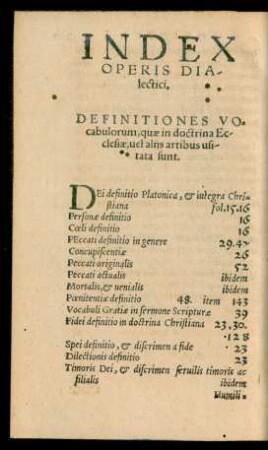 INDEX
OPERIS DIA-
lectici.
DEFINITIONES VO-
cabulorum, quæ in doctrina Ec-
clesiæ, uel aliis artibus usi-
tata sunt.
DEi definitio Platonica, & integra Chri-
stiana fol. 15.16
Personæ definitio 16
Cœli definitio 16
PEccati definitio in genere 29.42
Concupiscentiæ 26
Peccati originalis 52
Peccati actualis ibidem
Mortalis, & uenialis ibidem
Pœnitentiæ definitio 48. item 143
Vocabuli Gratiæ in sermone Scripturæ 39
Fidei definitio in doctrina Christiana 23.30.
128
Spei definitio, & discrimen a fide 23
Dilectionis definitio 23
Timoris Dei, & discrimen seruilis timoris ac
filialis ibidem
Humili-